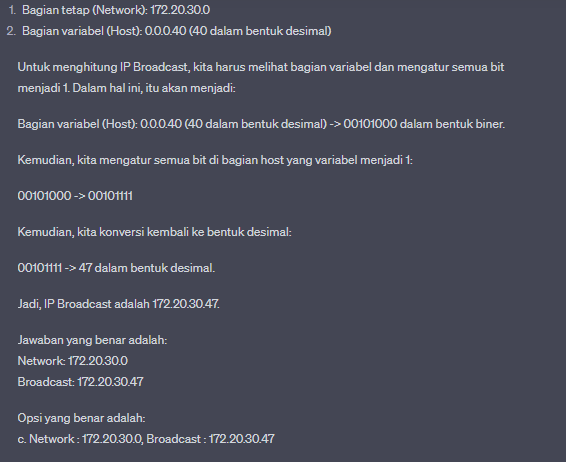 1. Bagian tetap (Network): 172.20.30.0
2. Bagian variabel (Host): 0.0.0.40 (40 dalam bentuk desimal)
Untuk menghitung IP Broadcast, kita harus melihat bagian variabel dan mengatur semua bit
menjadi 1. Dalam hal ini, itu akan menjadi:
Bagian variabel (Host): 0.0.0.40 (40 dalam bentuk desimal) -> 00101000 dalam bentuk biner.
Kemudian, kita mengatur semua bit di bagian host yang variabel menjadi 1:
00101000 -> 00101111
Kemudian, kita konversi kembali ke bentuk desimal:
00101111 -> 47 dalam bentuk desimal.
Jadi, IP Broadcast adalah 172.20.30.47.
Jawaban yang benar adalah:
Network: 172.20.30.0
Broadcast: 172.20.30.47
Opsi yang benar adalah:
c. Network : 172.20.30.0, Broadcast : 172.20.30.47